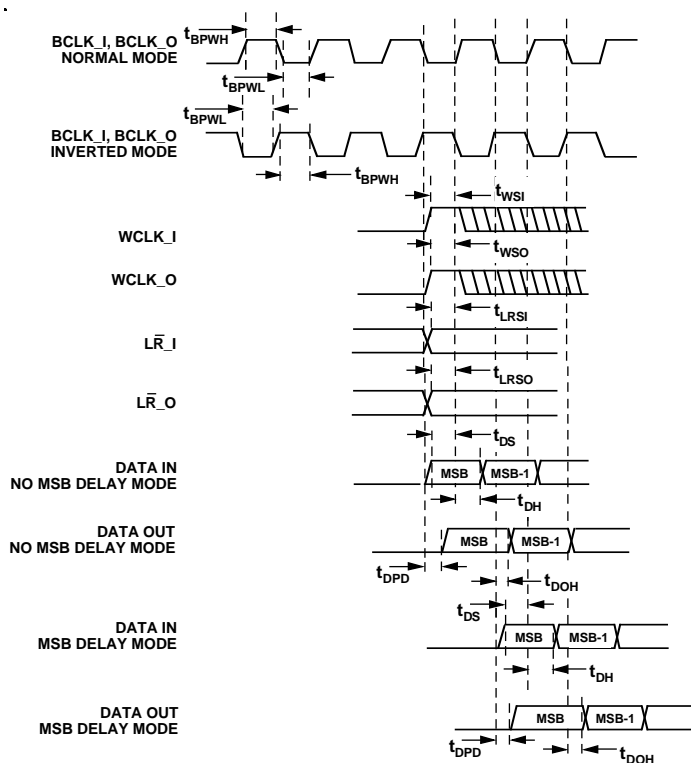 BCLK_I, BCLK_O
NORMAL MODE
tBPWH
tBPWL
tBPWL
BCLK_I, BCLK_O
INVERTED MODE
tBPWH
tWSI
WCLK_I
tWSO
WCLK_O
tLRSI
LR̄_I
tLRSO
LR̄_O
tDS
DATA IN
NO MSB DELAY MODE
MSB
MSB-1
tDH
DATA OUT
NO MSB DELAY MODE
MSB
MSB-1
tDPD
tDOH
tDS
DATA IN
MSB DELAY MODE
MSB
MSB-1
tDH
DATA OUT
MSB DELAY MODE
MSB
MSB-1
tDPD
tDOH